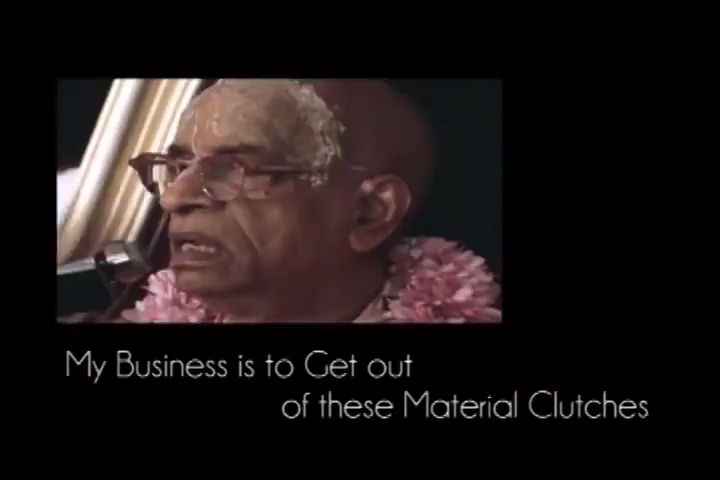 My Business is to Get out
of these Material Clutches